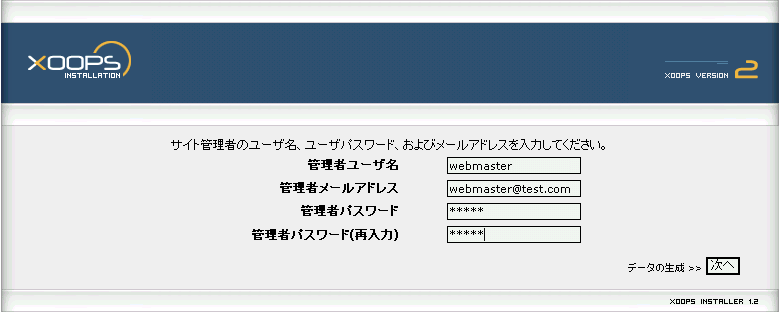 XOOPS
INSTALLATION
XOOPS VERSION 2
サイト管理者のユーザ名、ユーザパスワード、およびメールアドレスを入力してください。
管理者ユーザ名 webmaster
管理者メールアドレス webmaster@test.com
管理者パスワード *****
管理者パスワード(再入力) *****
データの生成 >> 次へ
XOOPS INSTALLER 1.2